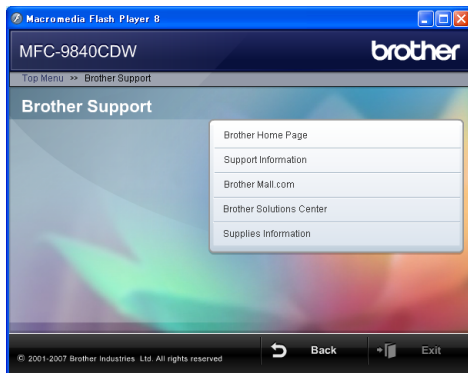 Macromedia Flash Player 8
MFC-9840CDW
brother
Top Menu >> Brother Support
Brother Support
Brother Home Page
Support Information
Brother Mall.com
Brother Solutions Center
Supplies Information
© 2001-2007 Brother Industries Ltd. All rights reserved
Back
Exit